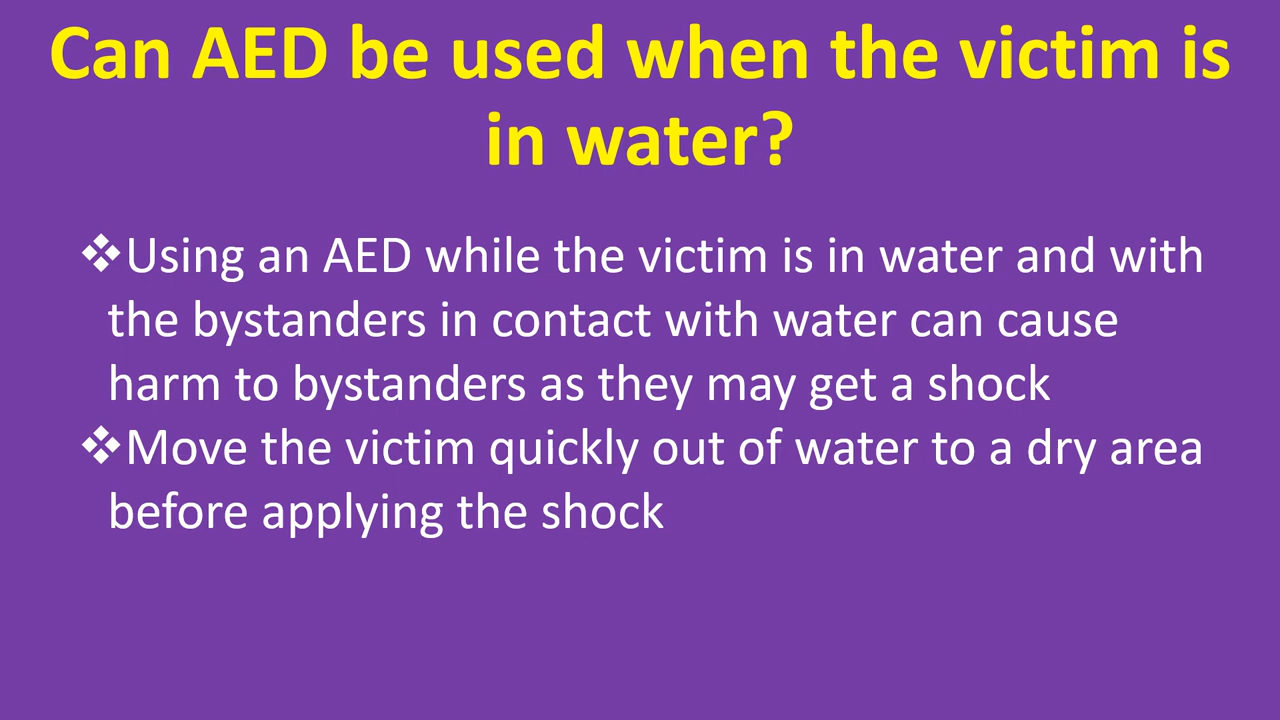 Can AED be used when the victim is
in water?
❖Using an AED while the victim is in water and with
the bystanders in contact with water can cause
harm to bystanders as they may get a shock
❖Move the victim quickly out of water to a dry area
before applying the shock